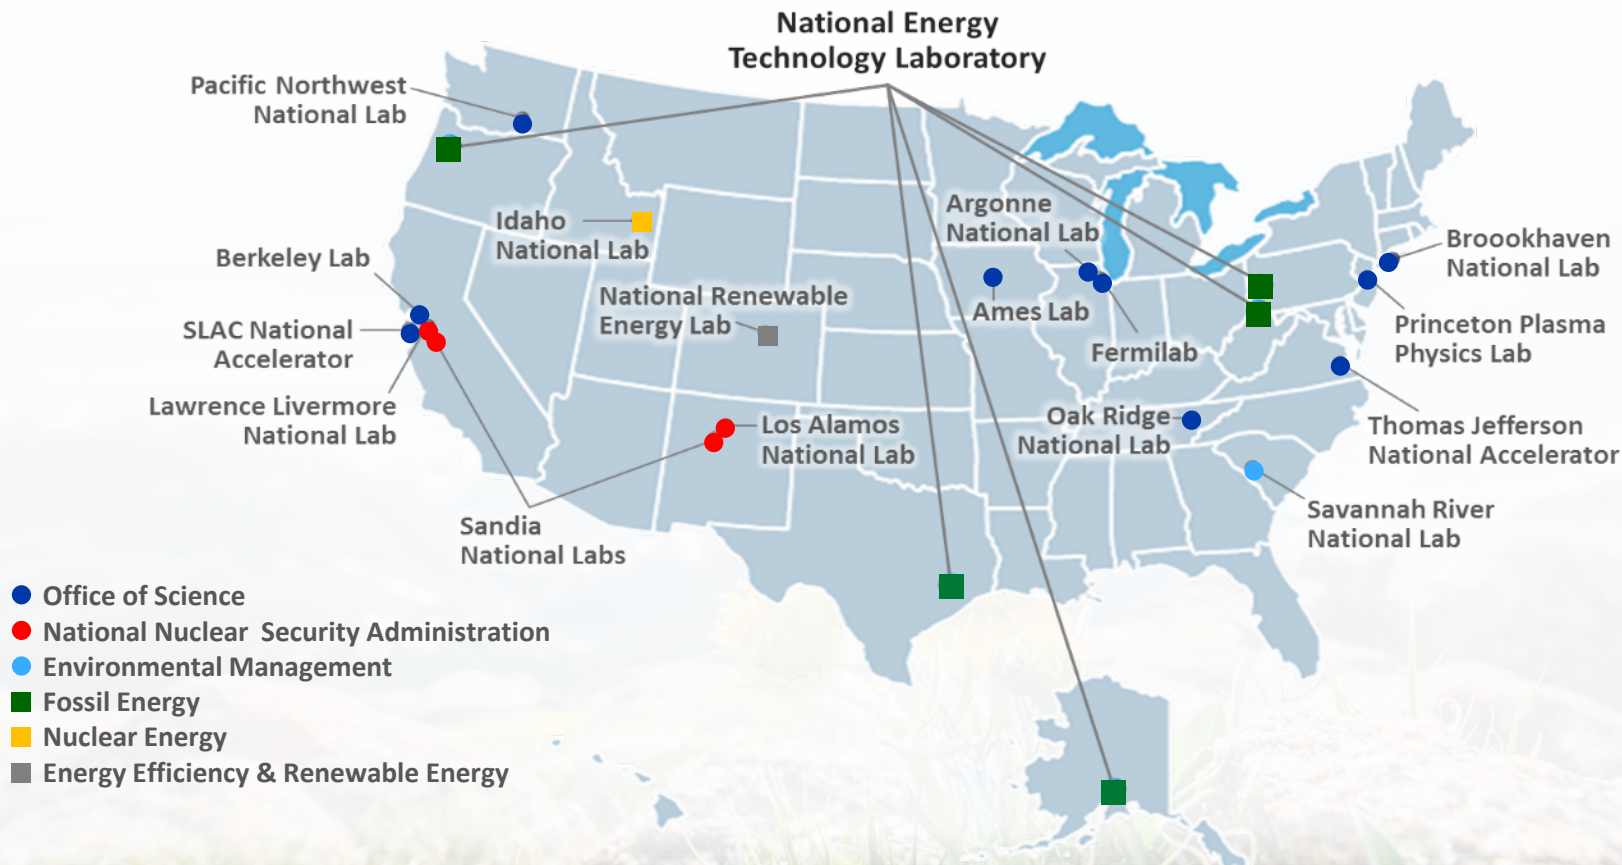 National Energy
Technology Laboratory
Pacific Northwest
National Lab
Idaho
National Lab
Argonne
National Lab
Broookhaven
National Lab
Berkeley Lab
National Renewable
Energy Lab
Ames Lab
SLAC National
Accelerator
Fermilab
Princeton Plasma
Physics Lab
Lawrence Livermore
National Lab
Los Alamos
National Lab
Oak Ridge
National Lab
Thomas Jefferson
National Accelerator
Sandia
National Labs
Savannah River
National Lab
Office of Science
National Nuclear  Security Administration
Environmental Management
Fossil Energy
Nuclear Energy
Energy Efficiency & Renewable Energy